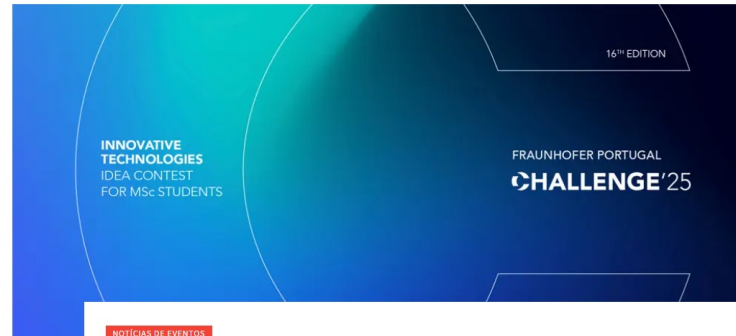 16TH EDITION
INNOVATIVE
TECHNOLOGIES
IDEA CONTEST
FOR MSc STUDENTS
FRAUNHOFER PORTUGAL
CHALLENGE'25
NOTÍCIAS DE EVENTOS